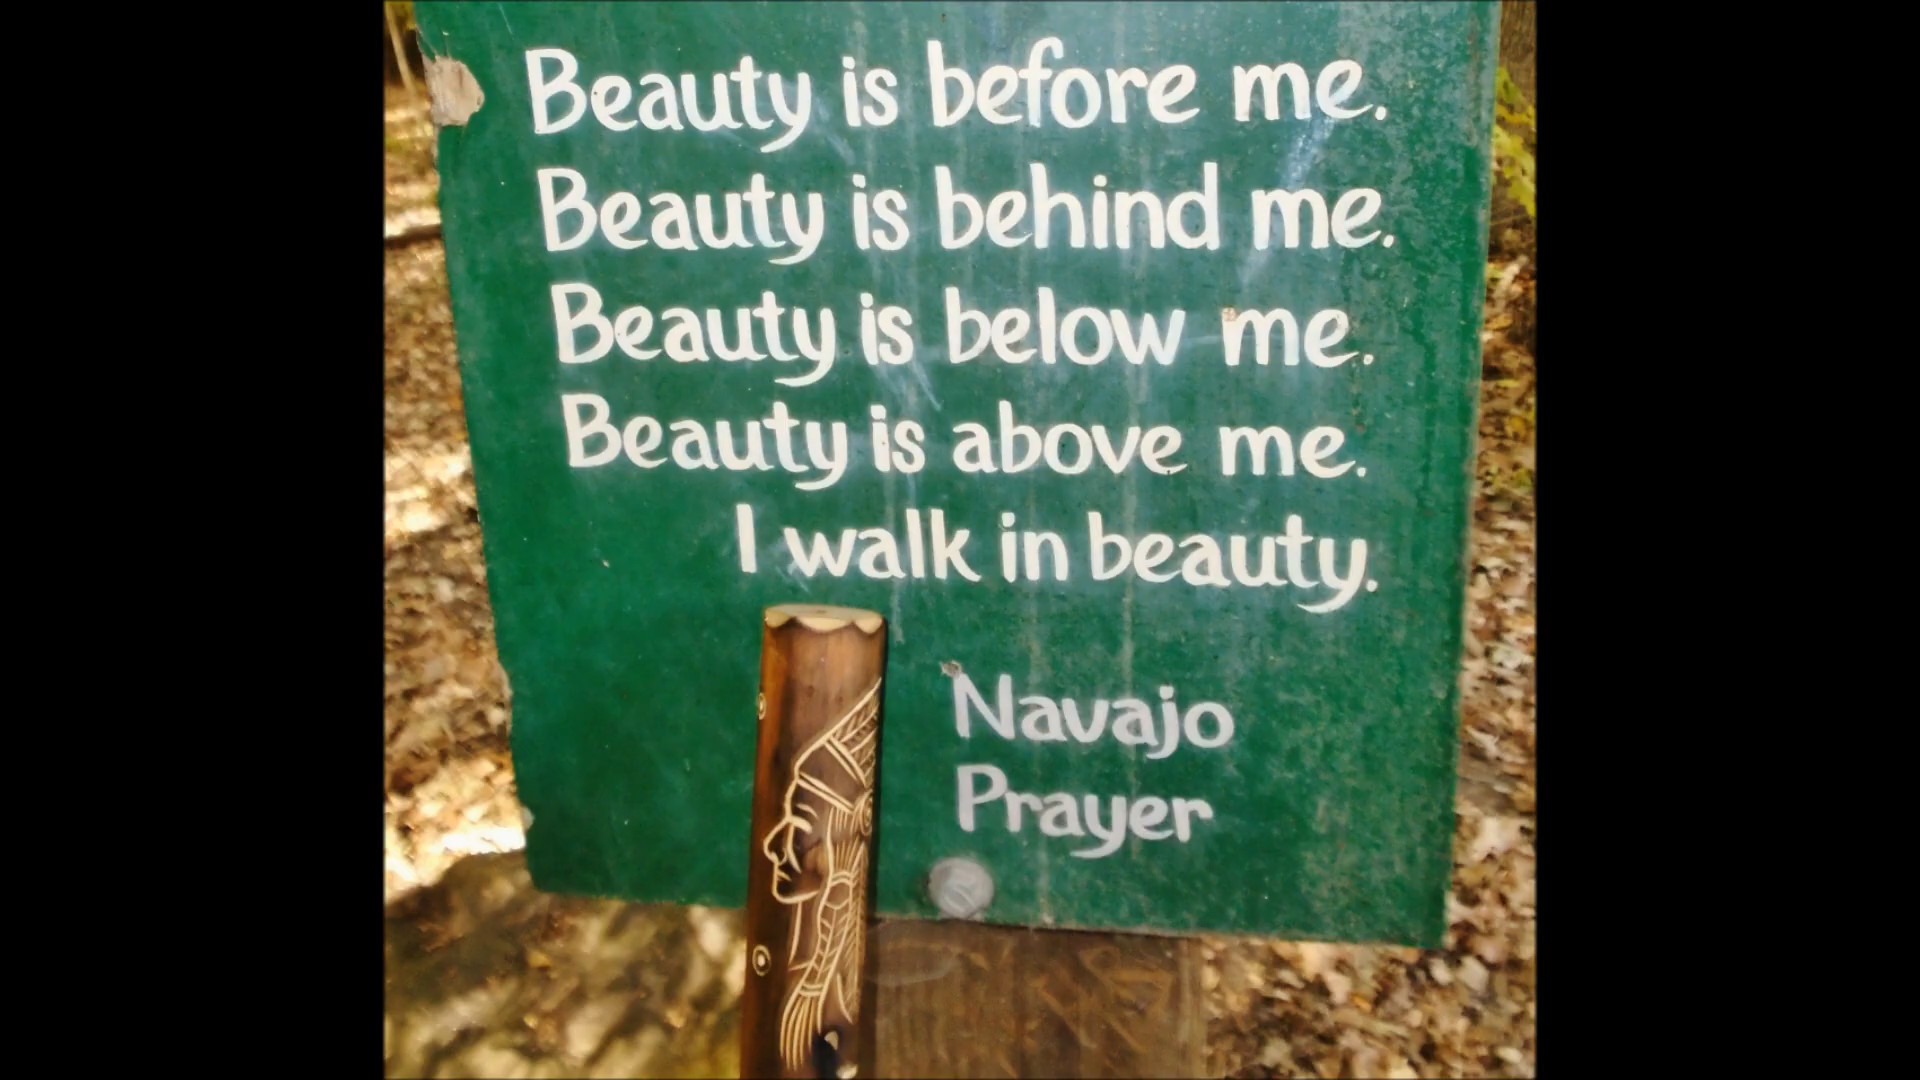 Beauty is before me.
Beauty is behind me.
Beauty is below me.
Beauty is above me.
I walk in beauty.
Navajo
Prayer